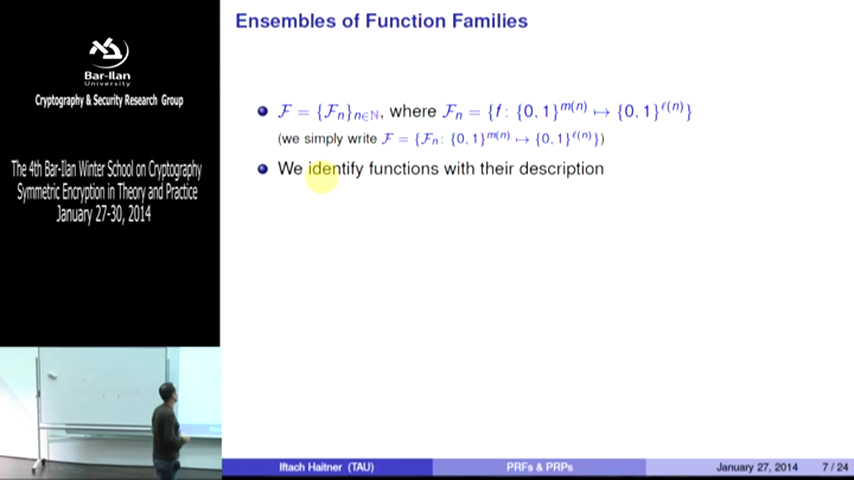 Bar-Ilan
University
Cryptography & Security Research Group
The 4th Bar-Ilan Winter School on Cryptography
Symmetric Encryption in Theory and Practice
January 27-30, 2014
Ensembles of Function Families
F = {Fₙ}ₙ∈ℕ, where Fₙ = {f : {0, 1}^m(n) ↦ {0, 1}^ℓ(n)}
(we simply write F = {Fₙ : {0, 1}^m(n) ↦ {0, 1}^ℓ(n)})
We identify functions with their description
Iftach Haitner (TAU) PRFs & PRPs January 27, 2014 7 / 24